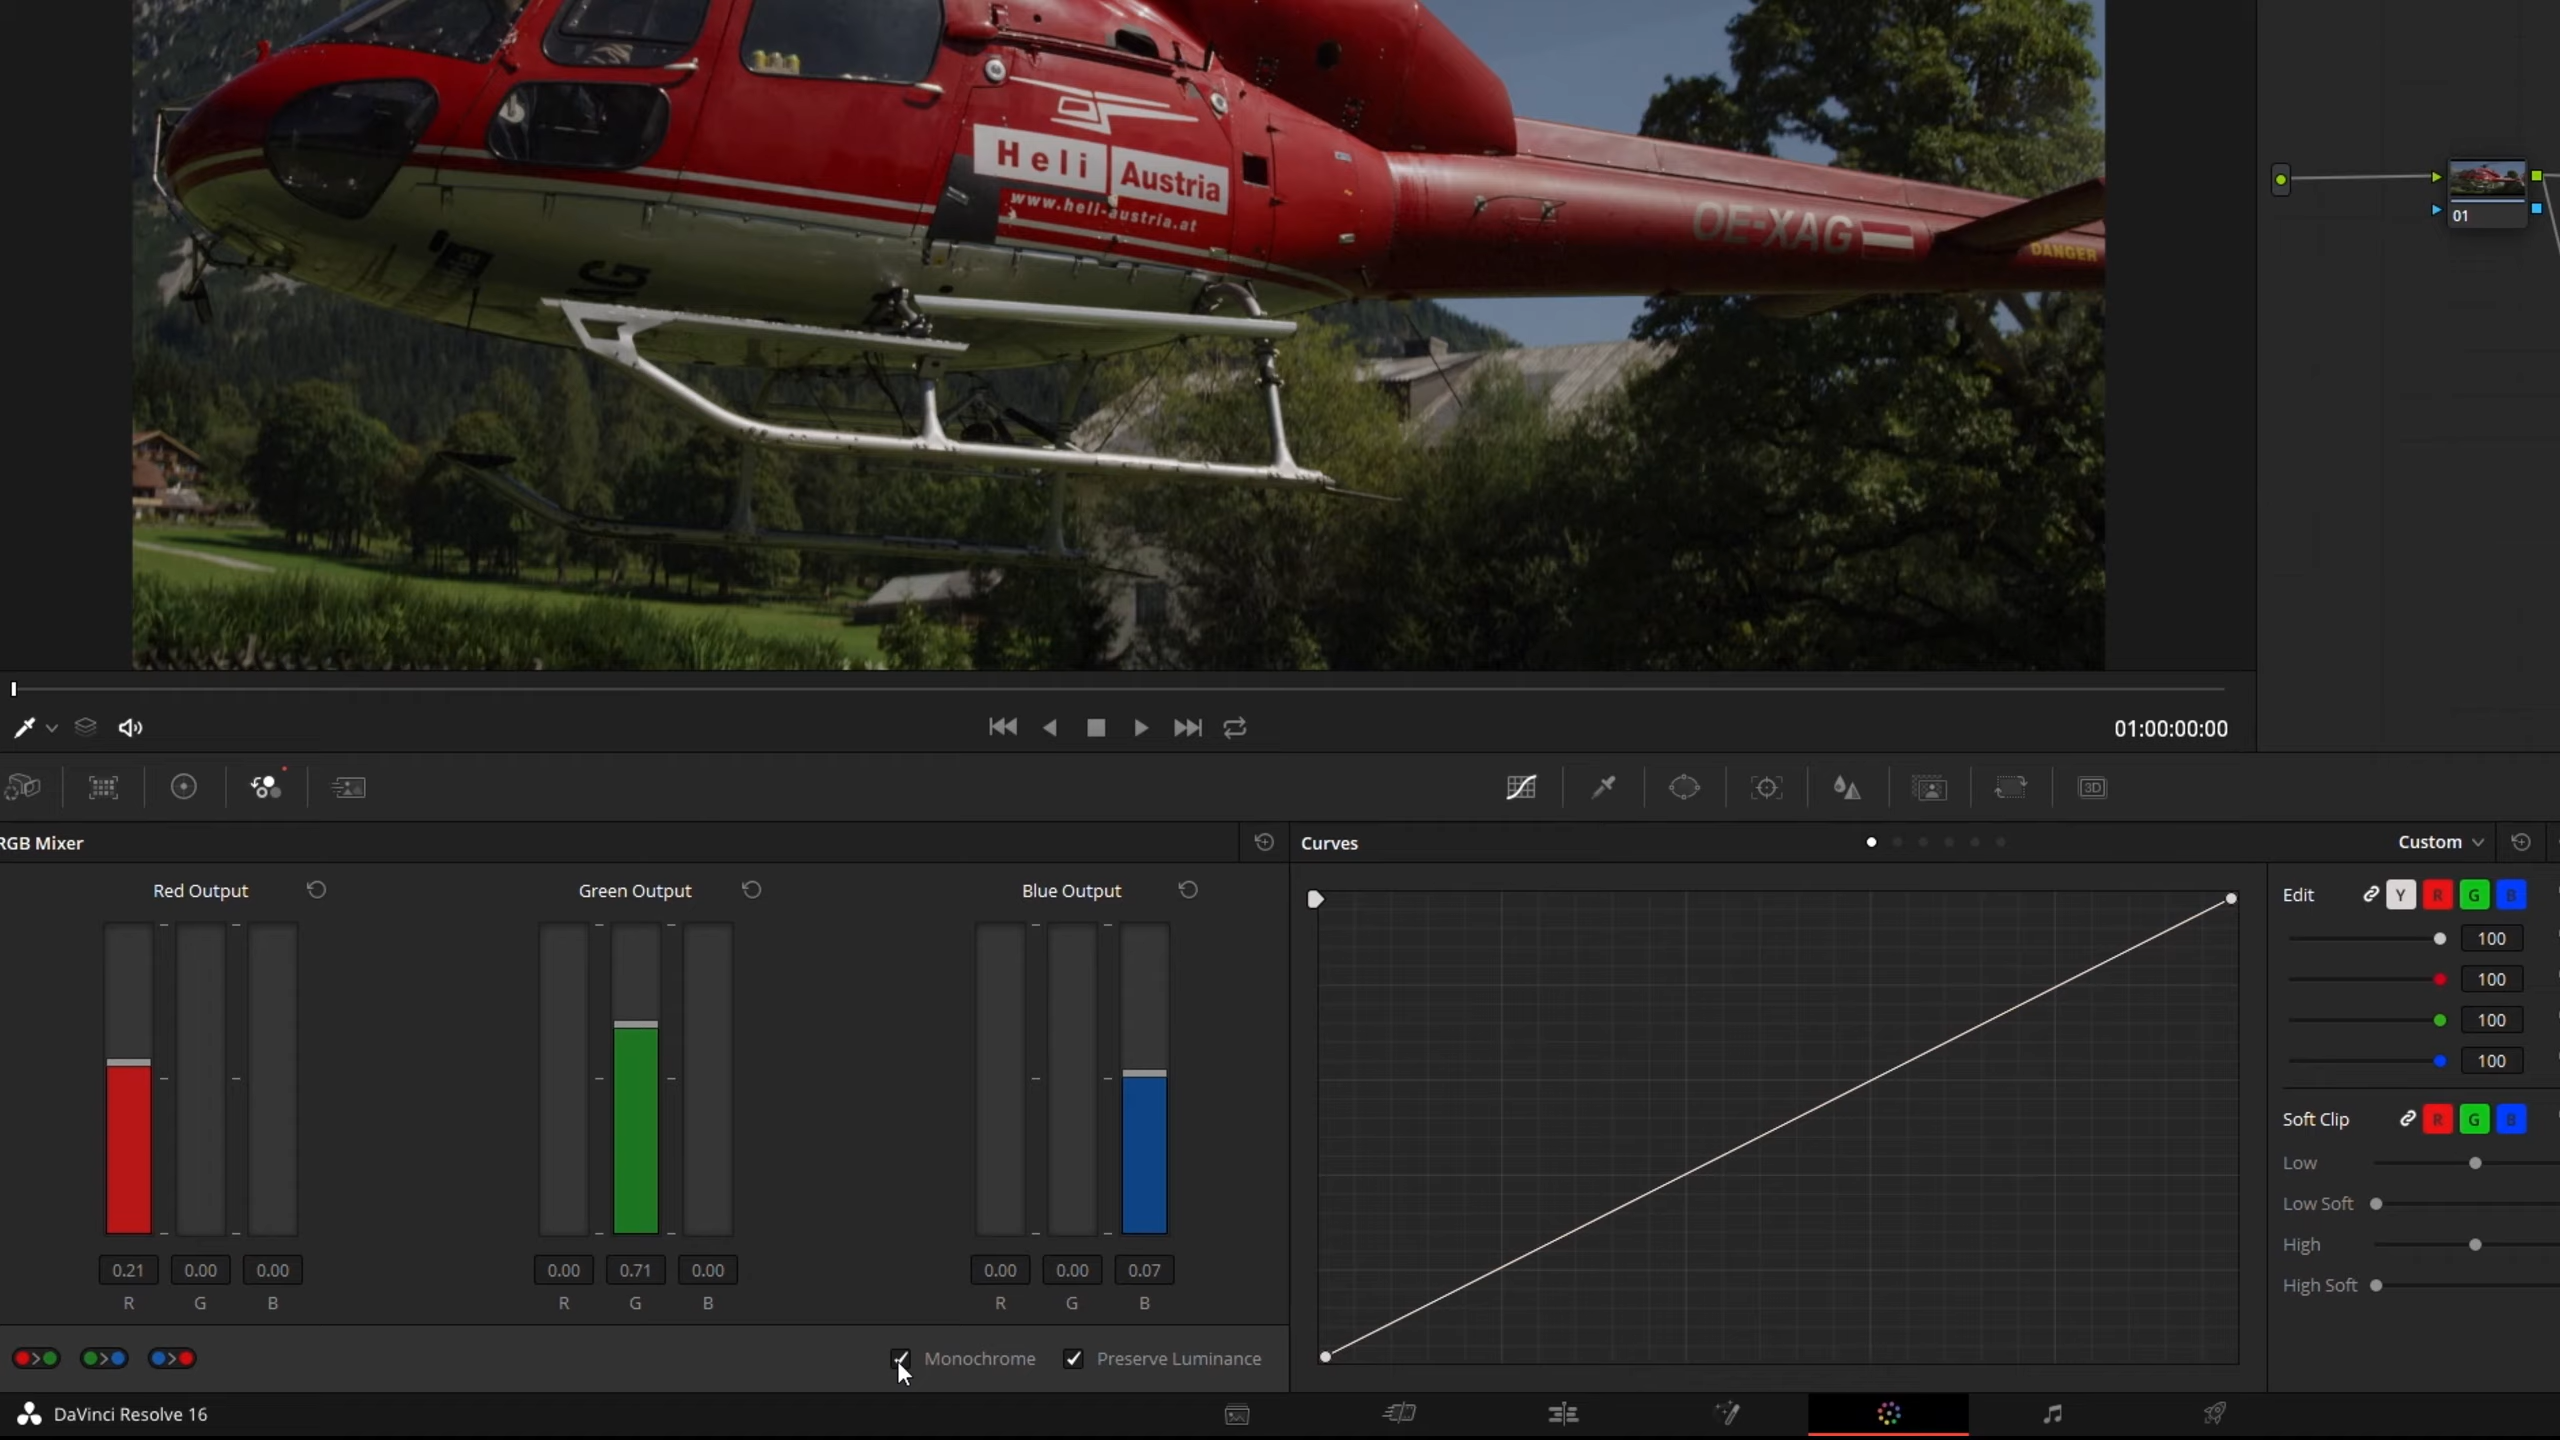 Heli Austria
www.heli-austria.at
OE-XAG
DANGER
01
01:00:00:00
3D
RGB Mixer
Curves
Custom
Red Output
Green Output
Blue Output
Edit
Y R G B
100
100
100
100
Soft Clip
R G B
Low
Low Soft
High
High Soft
0.21 0.00 0.00
0.00 0.71 0.00
0.00 0.00 0.07
R G B
R G B
R G B
Monochrome
Preserve Luminance
DaVinci Resolve 16